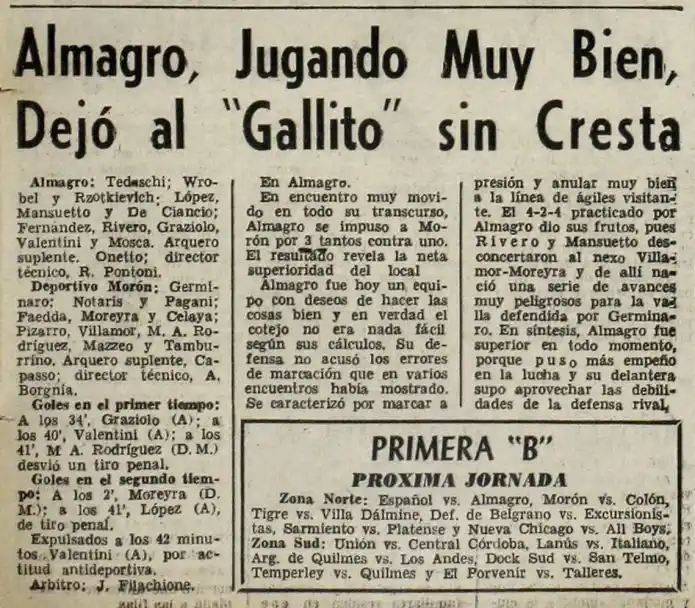 Almagro, Jugando Muy Bien,
Dejó al "Gallito" sin Cresta
Almagro: Tedeschi; Wro-
bel y Rzotkievich; López,
Mansuetto y De Ciancio;
Fernández, Rivero, Graziolo,
Valentini y Mosca. Arquero
suplente. Onetto; director
técnico, R. Pontoni.
Deportivo Morón: Germi-
naro; Notaris y Pagani;
Faedda, Moreyra y Celaya;
Pizarro, Villamor, M. A. Ro-
dríguez, Mazzeo y Tambu-
rrino. Arquero suplente, Ca-
passo; director técnico, A.
Borgnia.
Goles en el primer tiempo:
A los 34', Graziolo (A); a
los 40', Valentini (A); a los
41', M A. Rodríguez (D. M.)
desvió un tiro penal.
Goles en el segundo tiem-
po: A los 2', Moreyra (D.
M.); a los 41', López (A),
de tiro penal.
Expulsados a los 42 minu-
tos Valentini (A), por ac-
titud antideportiva.
Arbitro: J. Filachione.
En Almagro.
En encuentro muy movi-
do en todo su transcurso,
Almagro se impuso a Mo-
rón por 3 tantos contra uno.
El resultado revela la neta
superioridad del local
Almagro fue hoy un equi-
po con deseos de hacer las
cosas bien y en verdad el
cotejo no era nada fácil
según sus cálculos. Su de-
fensa no acusó los errores
de marcación que en varios
encuentros había mostrado.
Se caracterizó por marcar a
presión y anular muy bien
a la línea de ágiles visitan-
te. El 4-2-4 practicado por
Almagro dio sus frutos, pues
Rivero y Mansuetto des-
concertaron al nexo Villa-
mor-Moreyra y de allí na-
ció una serie de avances
muy peligrosos para la va-
lla defendida por Germina-
ro. En síntesis, Almagro fue
superior en todo momento,
porque puso más empeño
en la lucha y su delantera
supo aprovechar las debili-
dades de la defensa rival.
PRIMERA "B"
PROXIMA JORNADA
Zona Norte: Español vs. Almagro, Morón vs. Colón,
Tigre vs. Villa Dálmine, Def. de Belgrano vs. Excursionis-
tas, Sarmiento vs. Platense y Nueva Chicago vs. All Boys.
Zona Sud: Unión vs. Central Córdoba, Lanús vs. Italiano,
Arg. de Quilmes vs. Los Andes, Dock Sud vs. San Telmo,
Temperley vs. Quilmes y El Porvenir vs. Talleres.